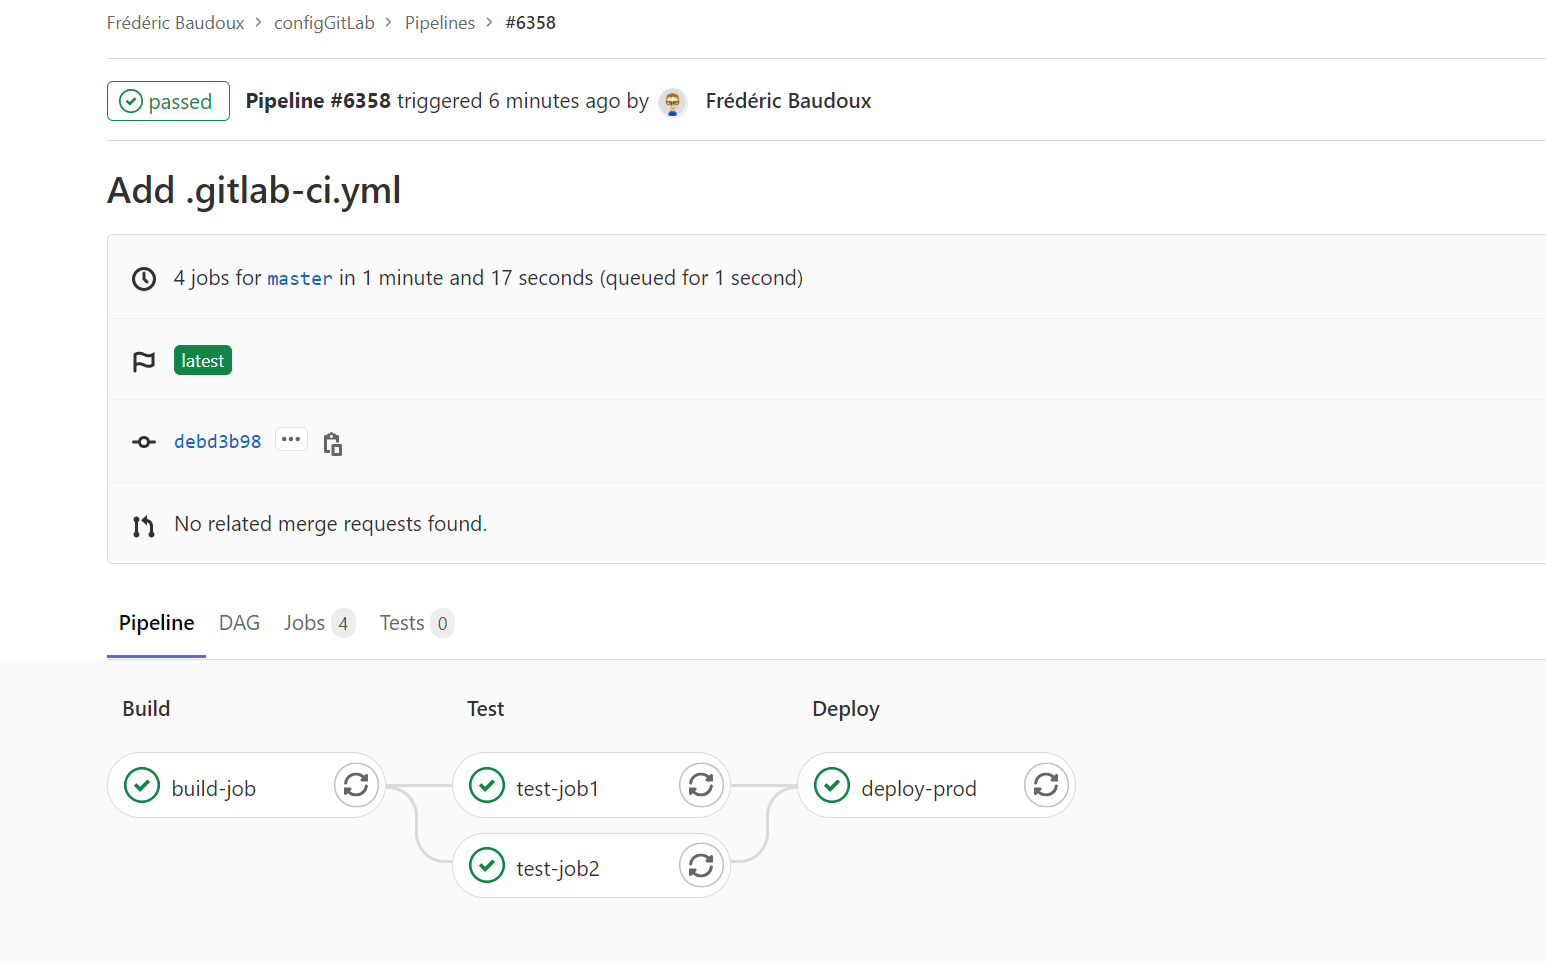 Frédéric Baudoux > configGitLab > Pipelines > #6358
passed Pipeline #6358 triggered 6 minutes ago by Frédéric Baudoux
Add .gitlab-ci.yml
4 jobs for master in 1 minute and 17 seconds (queued for 1 second)
latest
debd3b98 •••
No related merge requests found.
Pipeline DAG Jobs 4 Tests 0
Build Test Deploy
build-job test-job1 deploy-prod
test-job2